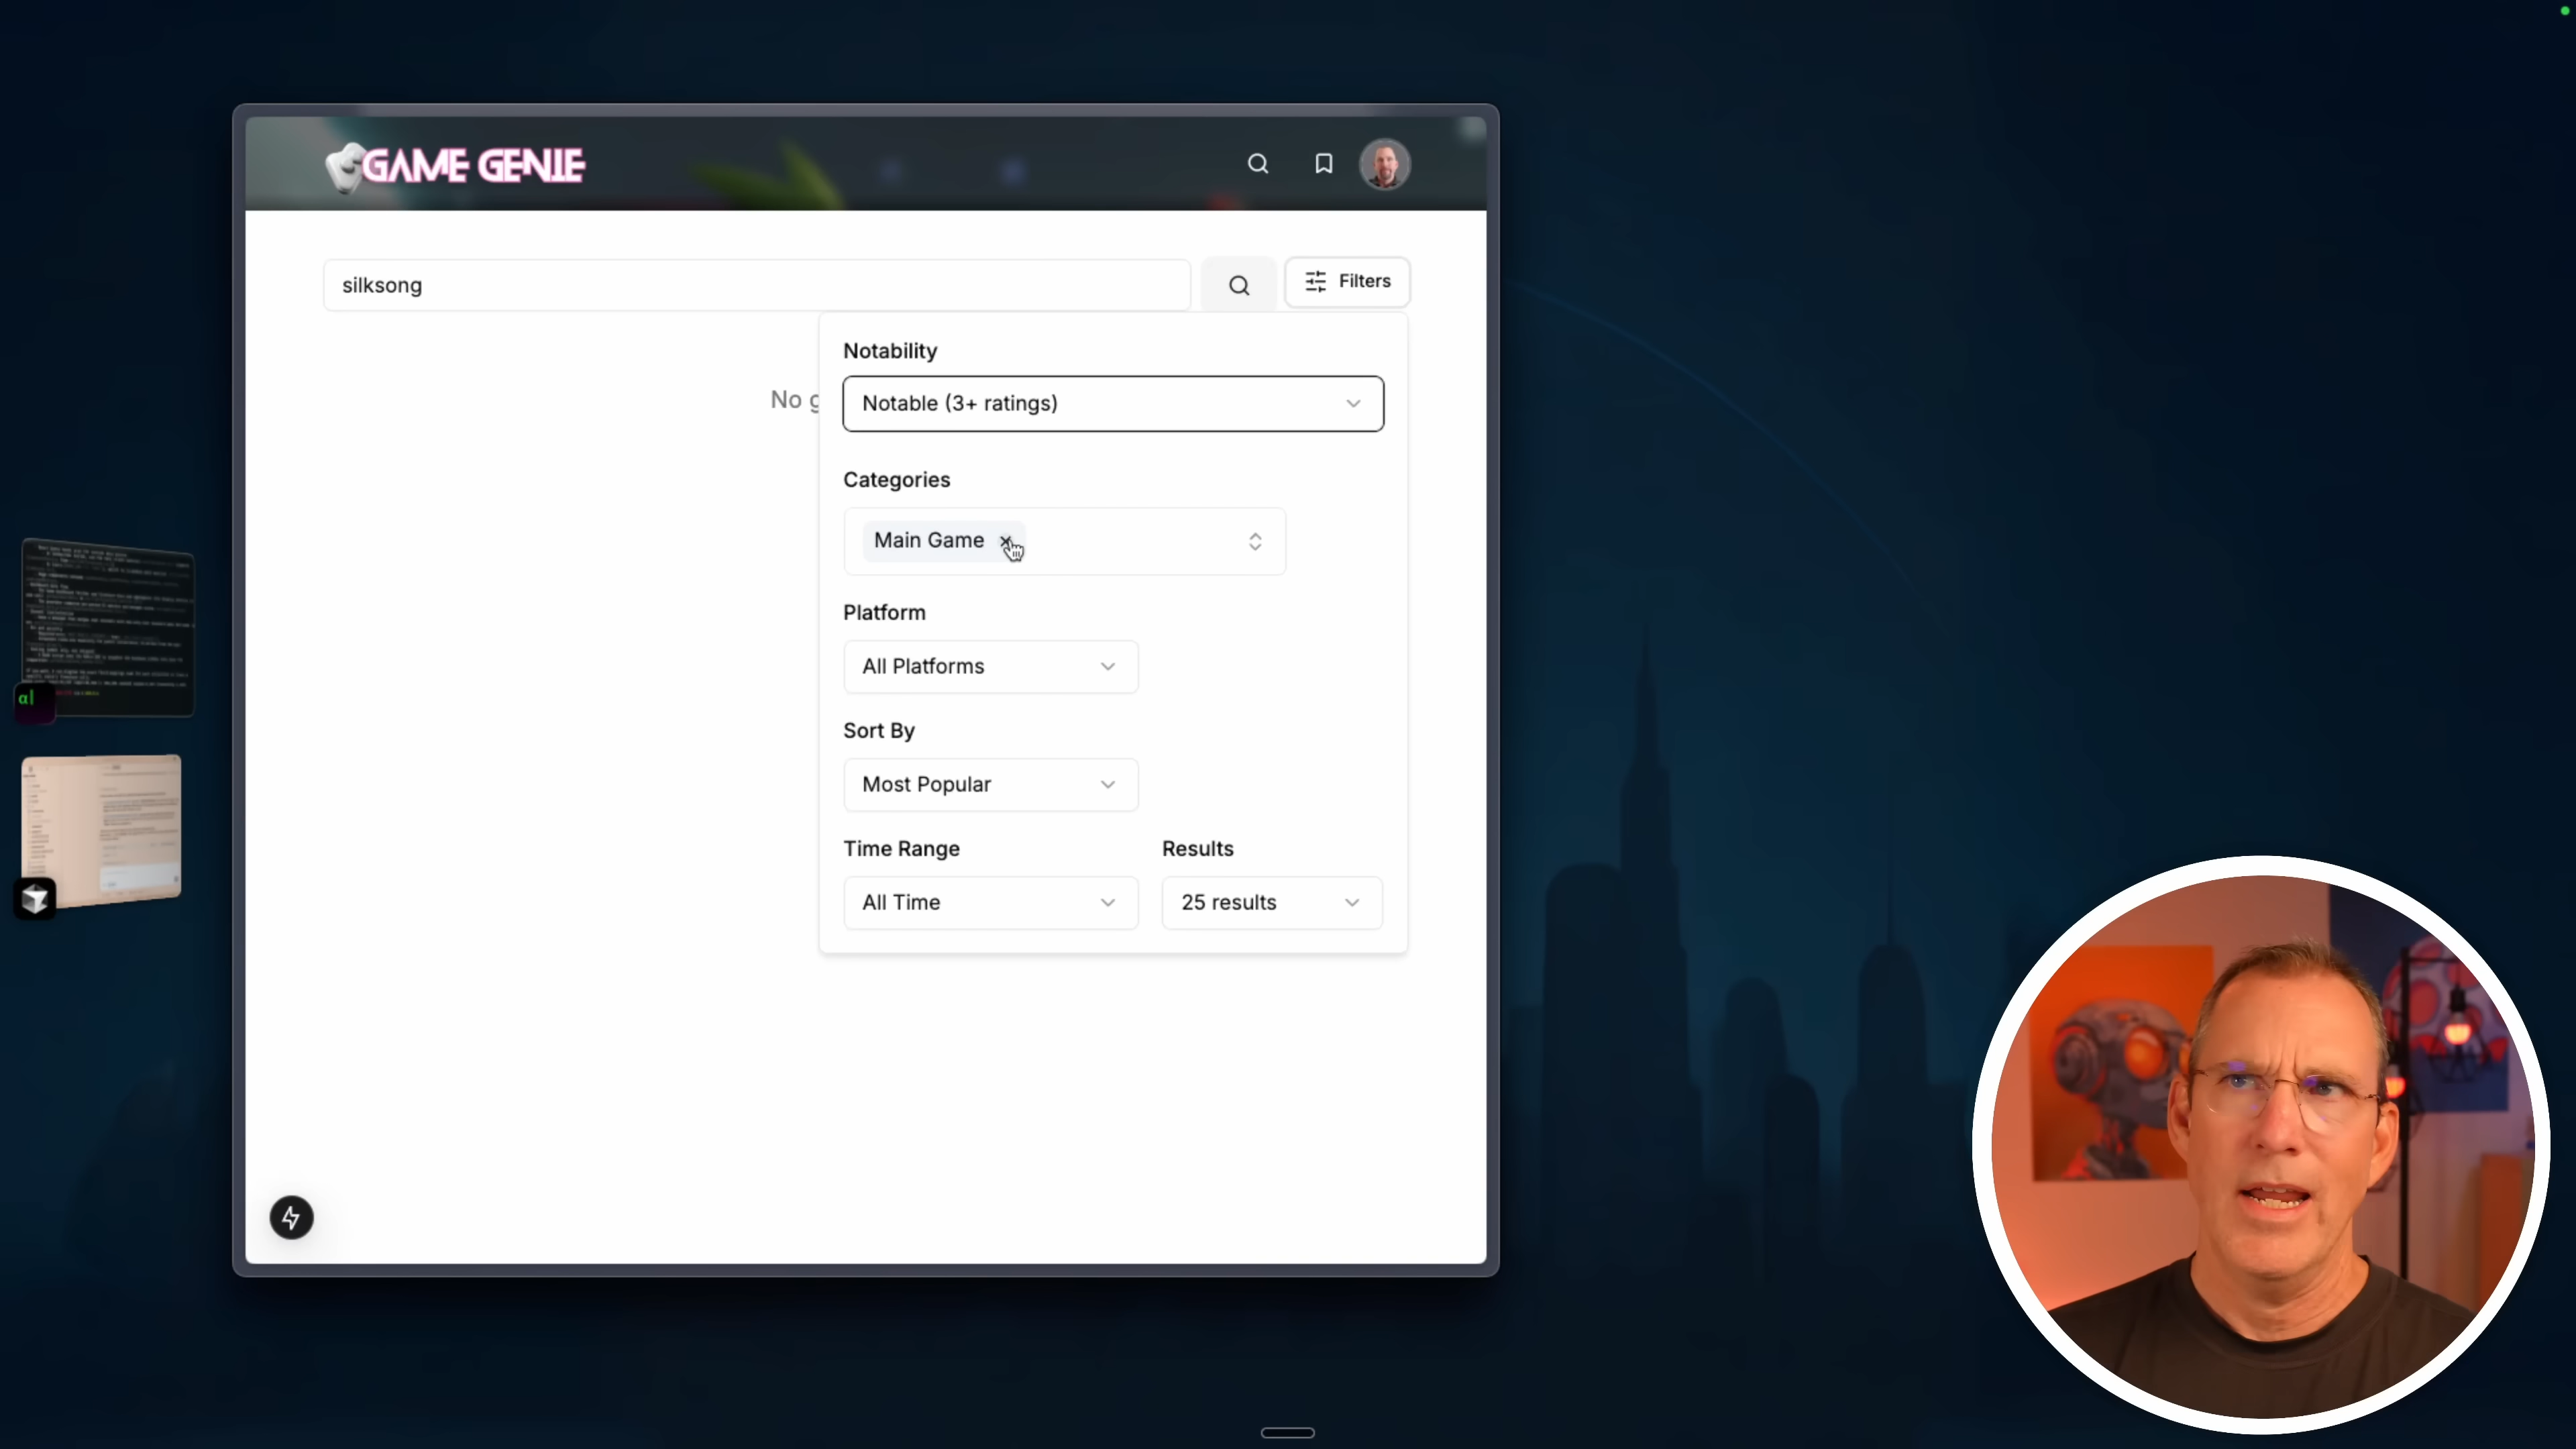 GAME GENIE
silksong
Filters
No g
Notability
Notable (3+ ratings)
Categories
Main Game
Platform
All Platforms
Sort By
Most Popular
Time Range
Results
All Time
25 results